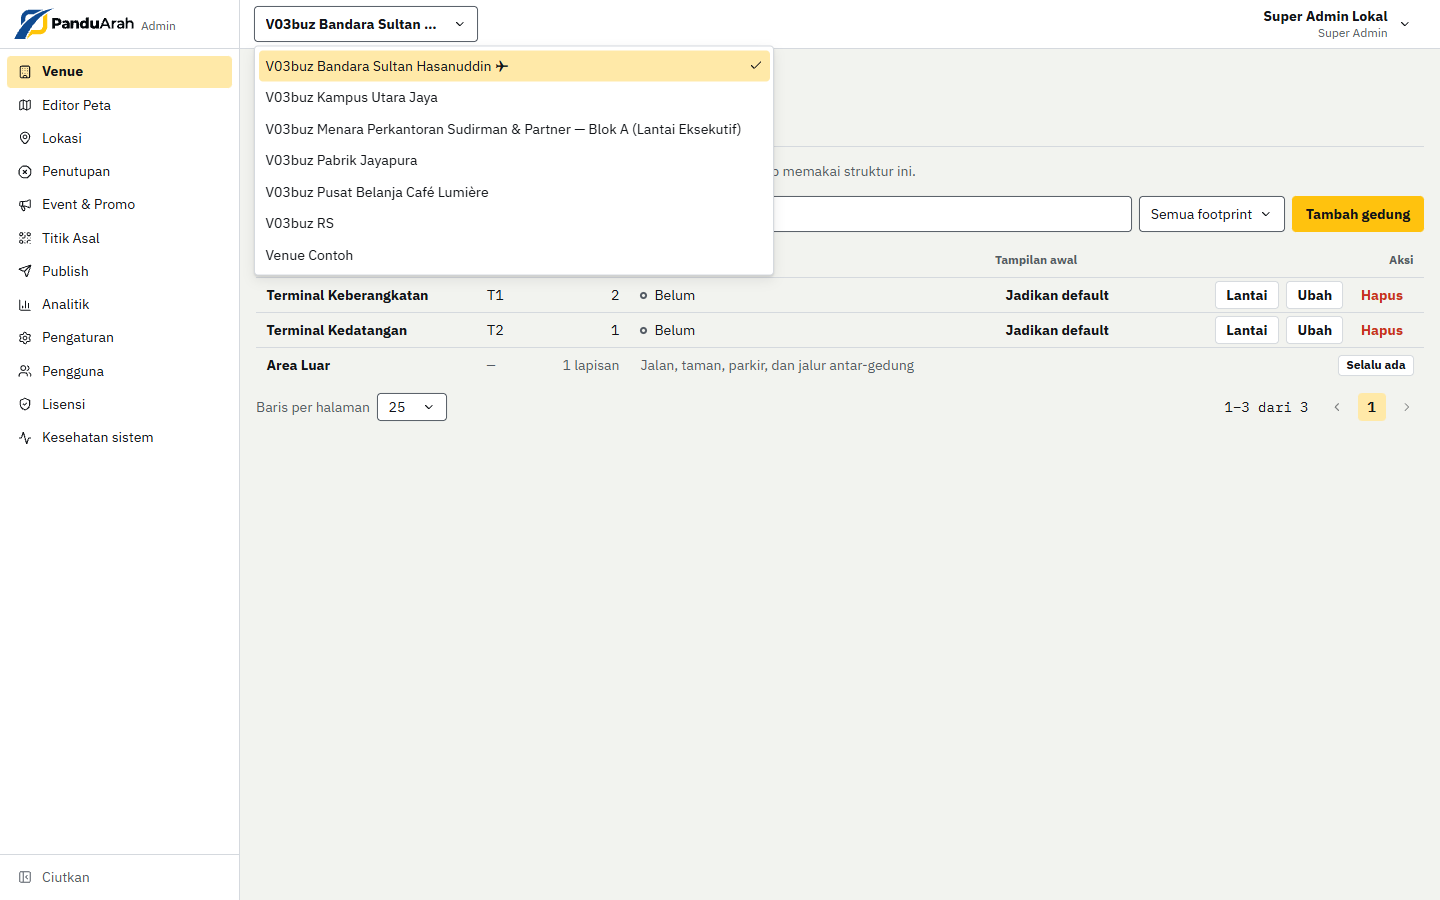 PanduArah Admin
V03buz Bandara Sultan ...
Super Admin Lokal
Super Admin
Venue
Editor Peta
Lokasi
Penutupan
Event & Promo
Titik Asal
Publish
Analitik
Pengaturan
Pengguna
Lisensi
Kesehatan sistem
Ciutkan
V03buz Bandara Sultan Hasanuddin ✈
V03buz Kampus Utara Jaya
V03buz Menara Perkantoran Sudirman & Partner — Blok A (Lantai Eksekutif)
V03buz Pabrik Jayapura
V03buz Pusat Belanja Café Lumière
V03buz RS
Venue Contoh
memakai struktur ini.
Semua footprint
Tambah gedung
Tampilan awal Aksi
Terminal Keberangkatan T1 2 Belum Jadikan default Lantai Ubah Hapus
Terminal Kedatangan T2 1 Belum Jadikan default Lantai Ubah Hapus
Area Luar — 1 lapisan Jalan, taman, parkir, dan jalur antar-gedung Selalu ada
Baris per halaman 25 1–3 dari 3 1